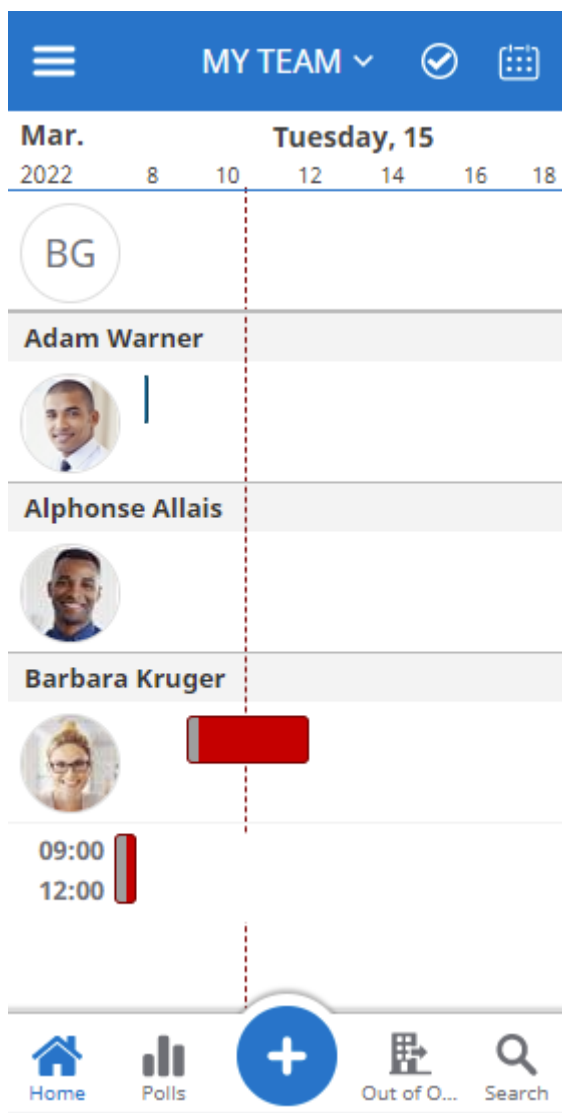 MY TEAM
Mar. Tuesday, 15
2022 8 10 12 14 16 18
BG
Adam Warner
Alphonse Allais
Barbara Kruger
09:00
12:00
Home Polls Out of O... Search